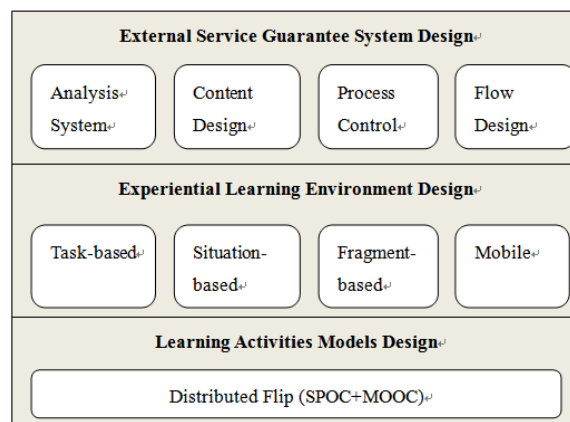 External Service Guarantee System Design
Analysis
System
Content
Design
Process
Control
Flow
Design
Experiential Learning Environment Design
Task-based
Situation-
based
Fragment-
based
Mobile
Learning Activities Models Design
Distributed Flip (SPOC+MOOC)